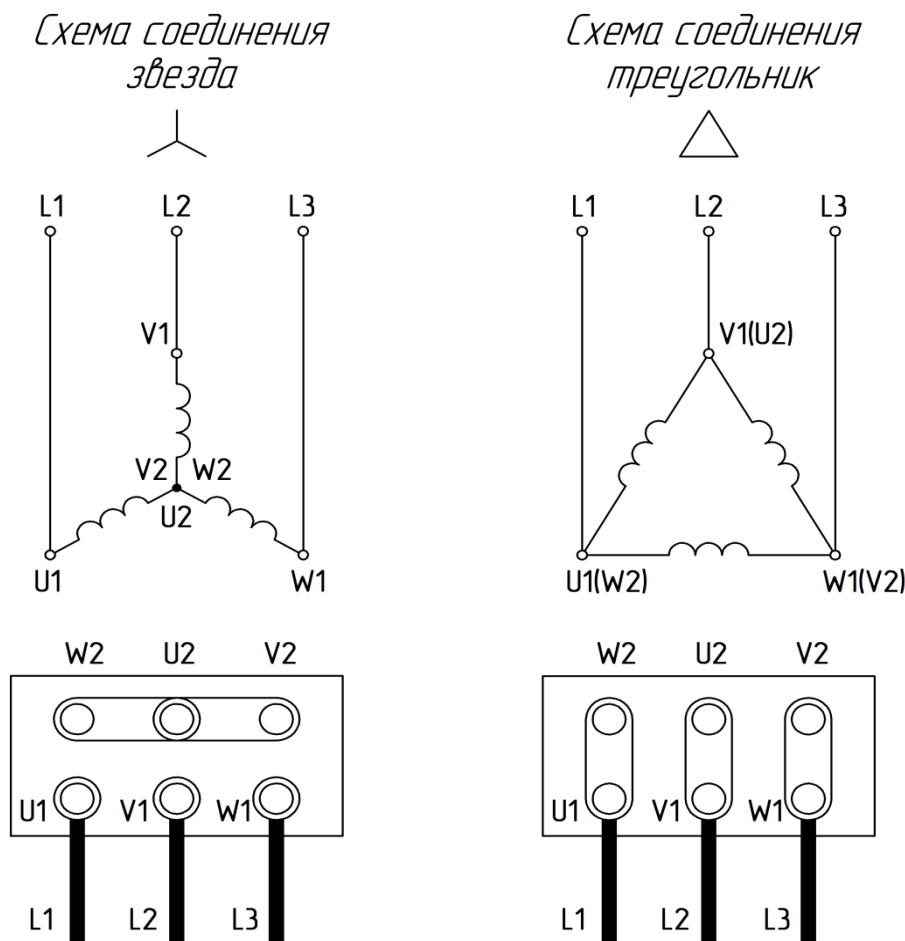 Схема соединения
звезда
L1 L2 L3
V1
V2 W2
U2
U1 W1
W2 U2 V2
U1 V1 W1
L1 L2 L3
Схема соединения
треугольник
L1 L2 L3
V1(U2)
U1(W2) W1(V2)
W2 U2 V2
U1 V1 W1
L1 L2 L3